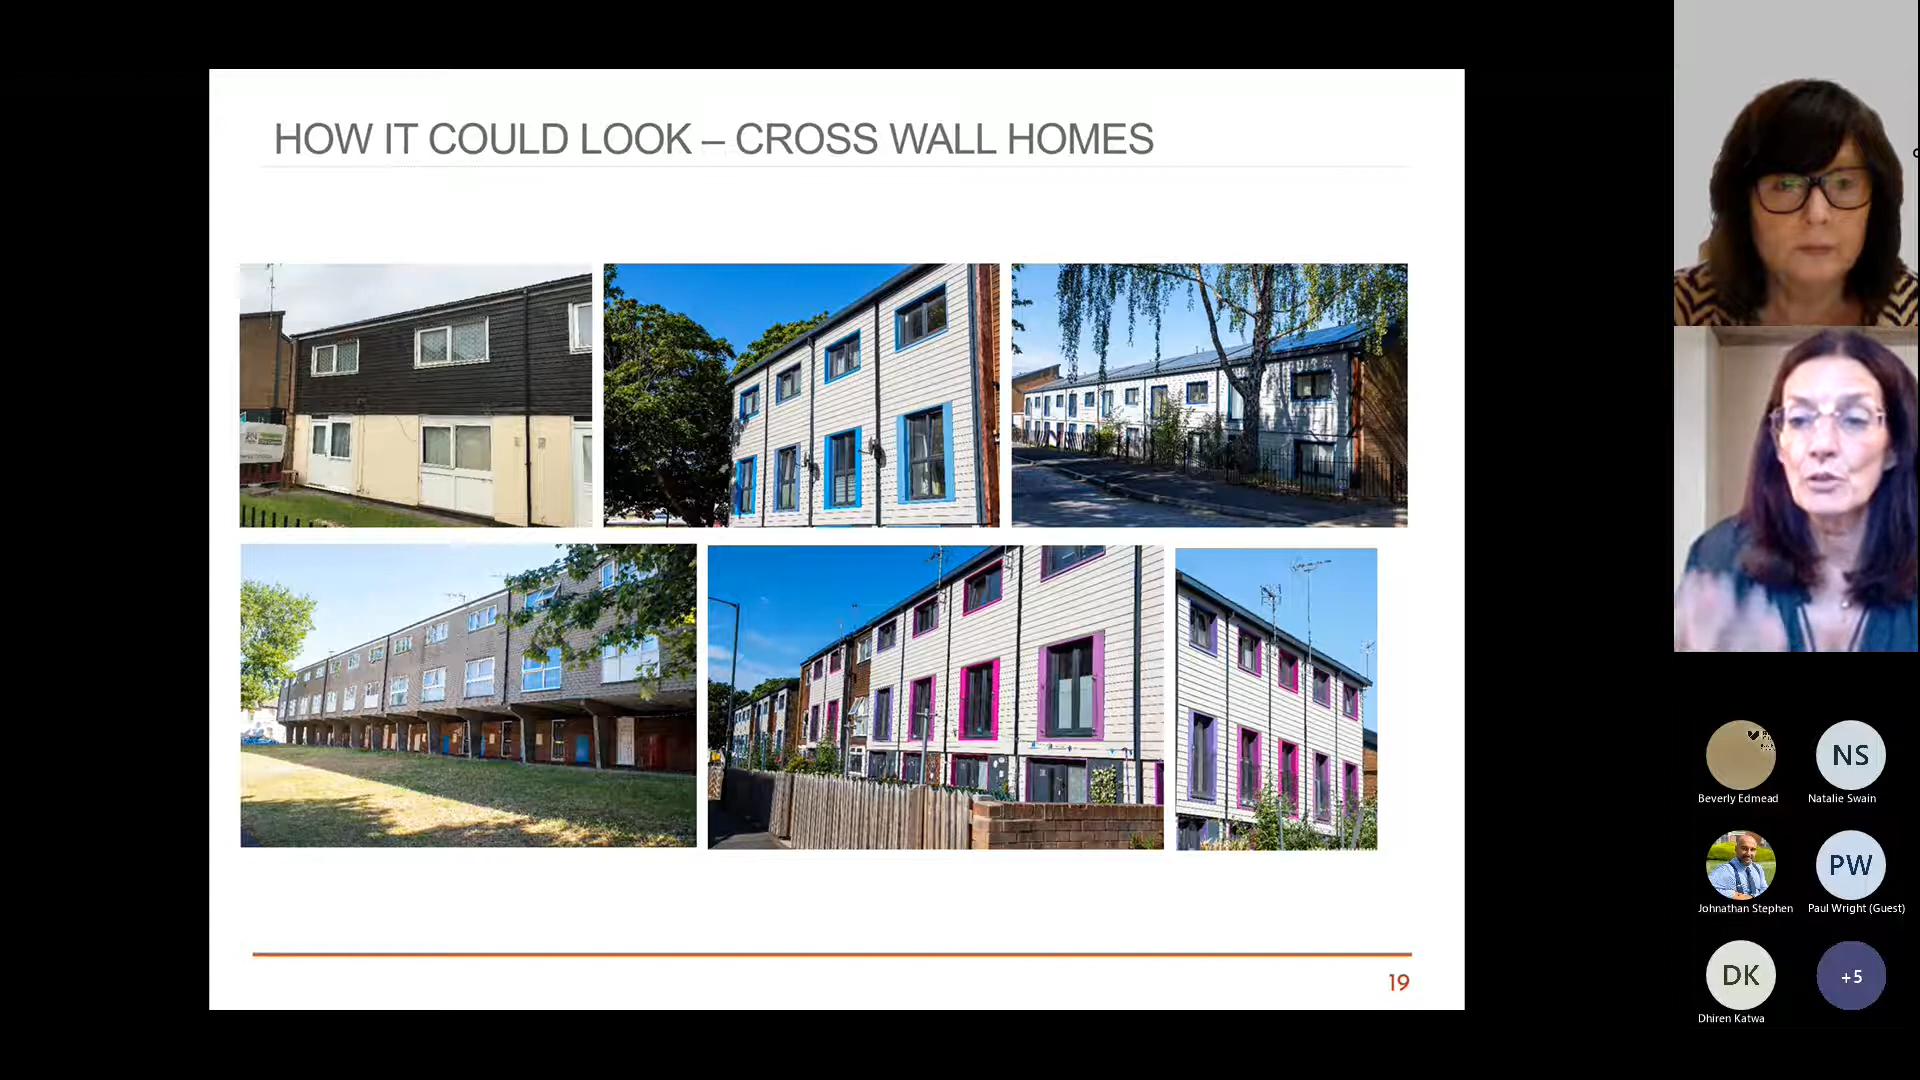 HOW IT COULD LOOK – CROSS WALL HOMES
19
NS
Beverly Edmead
Natalie Swain
PW
Johnathan Stephen
Paul Wright (Guest)
DK
+5
Dhiren Katwa